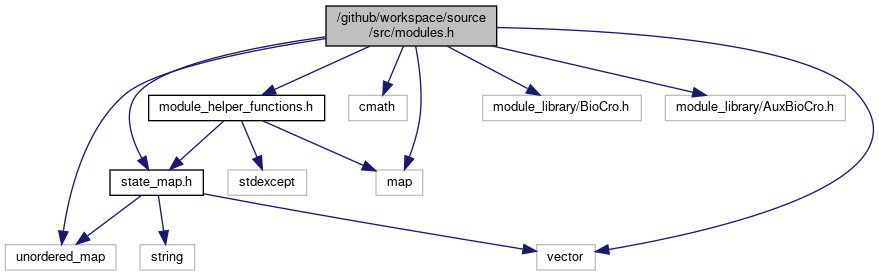 /github/workspace/source
/src/modules.h
module_helper_functions.h
cmath
module_library/BioCro.h
module_library/AuxBioCro.h
state_map.h
stdexcept
map
unordered_map
string
vector